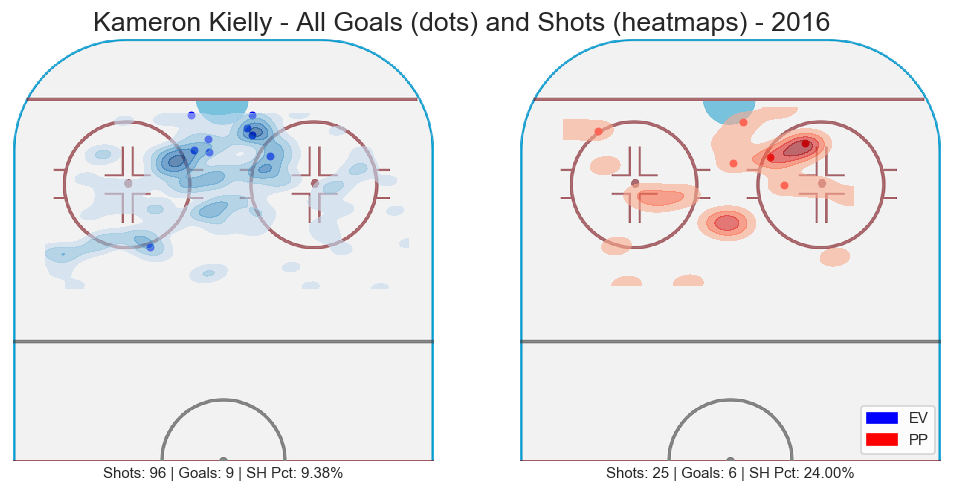 Kameron Kielly - All Goals (dots) and Shots (heatmaps) - 2016
EV
PP
Shots: 96 | Goals: 9 | SH Pct: 9.38%
Shots: 25 | Goals: 6 | SH Pct: 24.00%